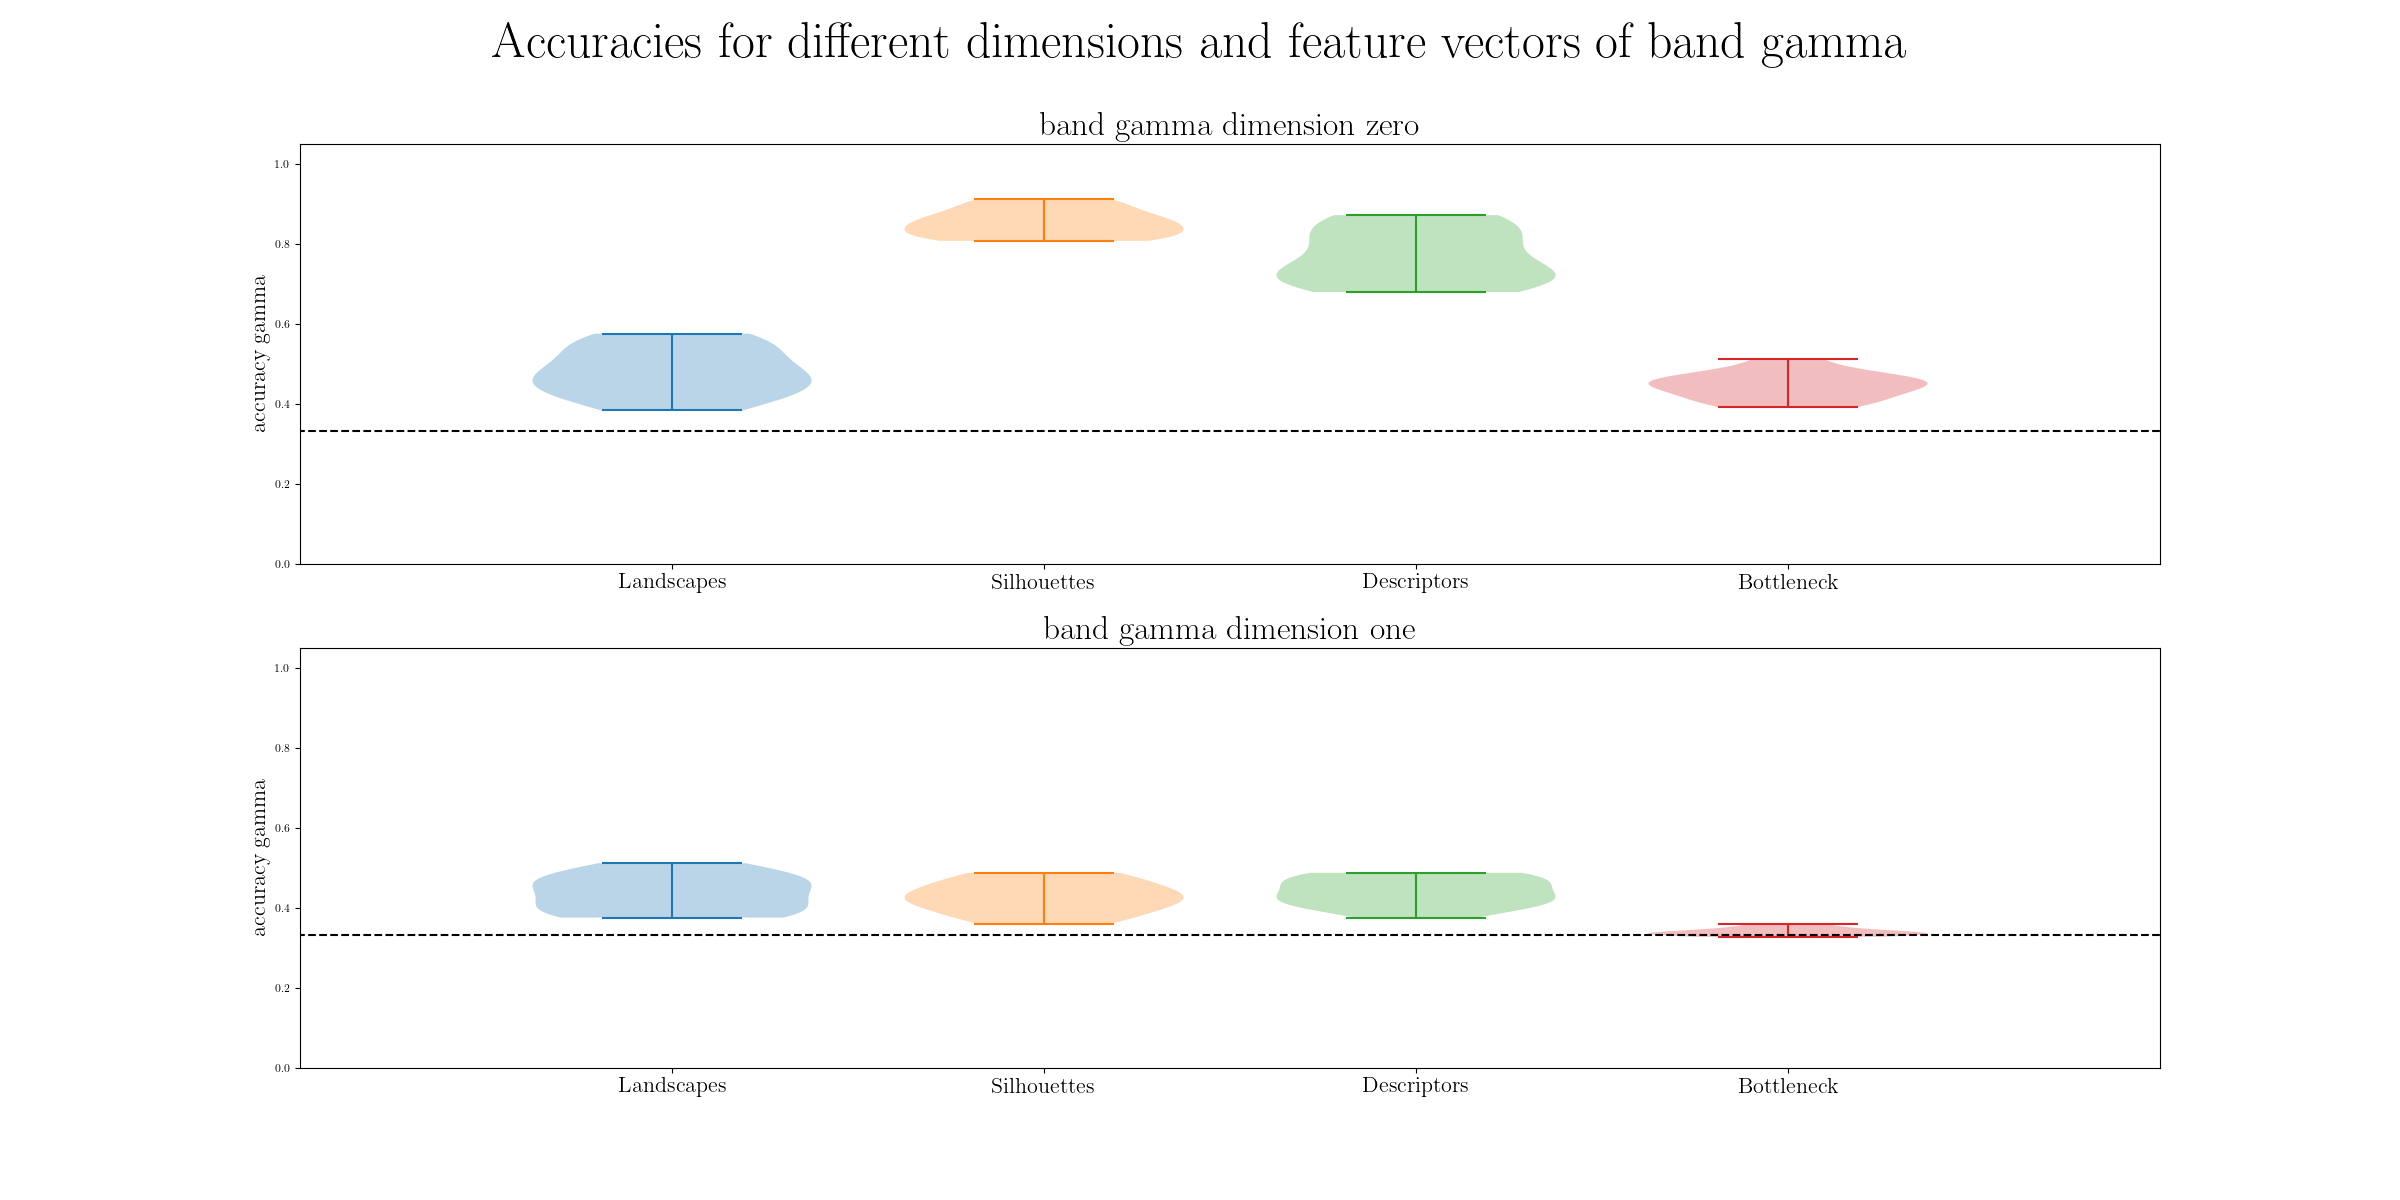 Accuracies for different dimensions and feature vectors of band gamma
band gamma dimension zero
accuracy gamma
1.0
0.8
0.6
0.4
0.2
0.0
Landscapes Silhouettes Descriptors Bottleneck
band gamma dimension one
accuracy gamma
1.0
0.8
0.6
0.4
0.2
0.0
Landscapes Silhouettes Descriptors Bottleneck